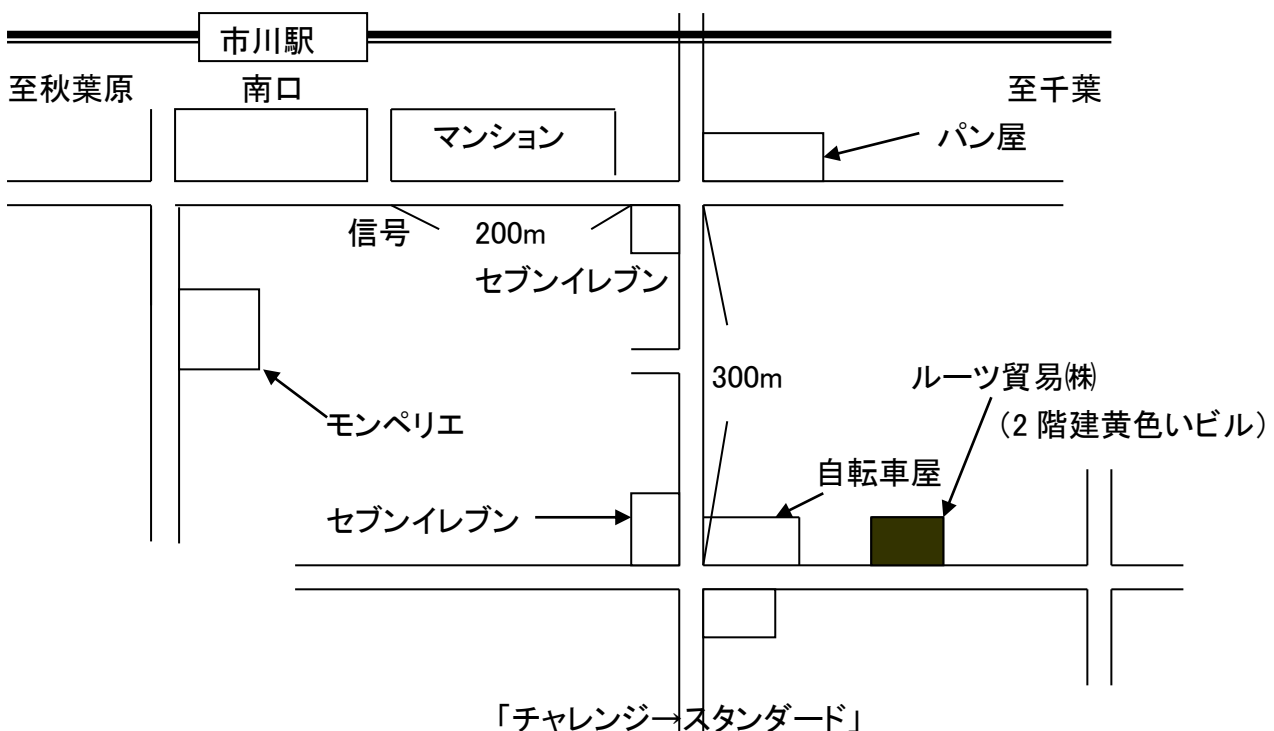 市川駅
至秋葉原
南口
至千葉
マンション
パン屋
信号
200m
セブンイレブン
300m
ルーツ貿易㈱
（2 階建黄色いビル）
モンペリエ
自転車屋
セブンイレブン
「チャレンジ→スタンダード」